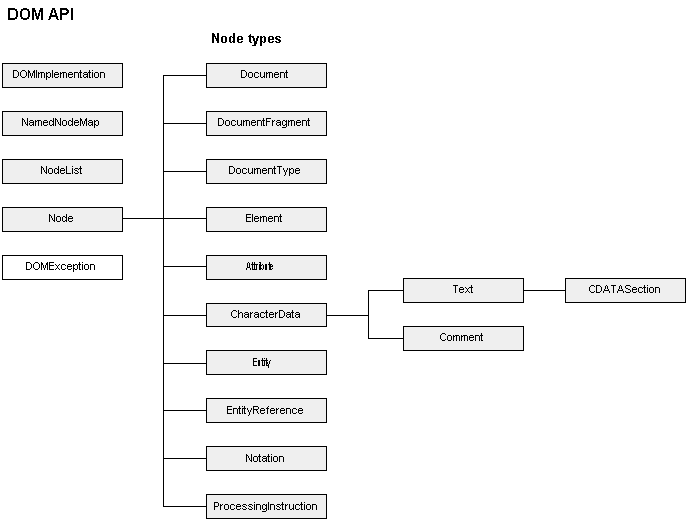 DOM API
Node types
DOMImplementation
Document
NamedNodeMap
DocumentFragment
NodeList
DocumentType
Node
Element
DOMException
Attribute
CharacterData
Text
CDATASection
Comment
Entity
EntityReference
Notation
ProcessingInstruction